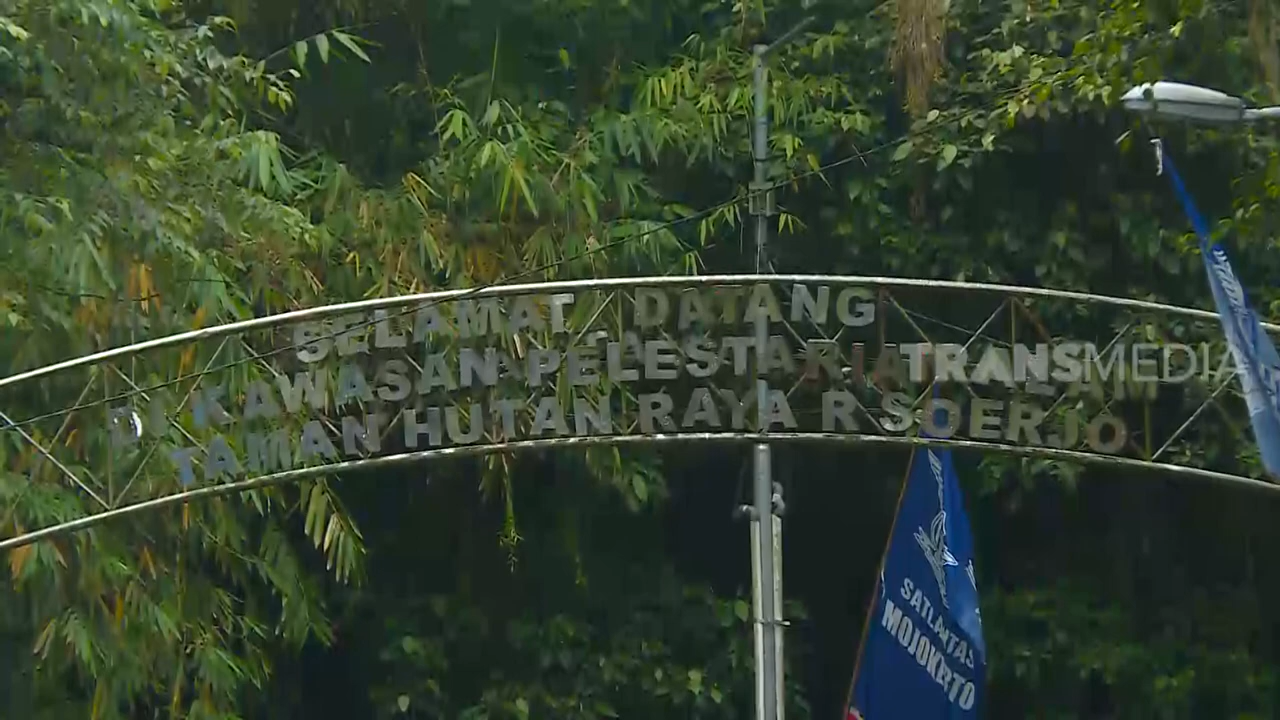 SELAMAT DATANG
DI KAWASAN PELESTARIAN
TAMAN HUTAN RAYA R SOERJO
TRANSMEDIA
SATLANTAS
MOJOKERTO